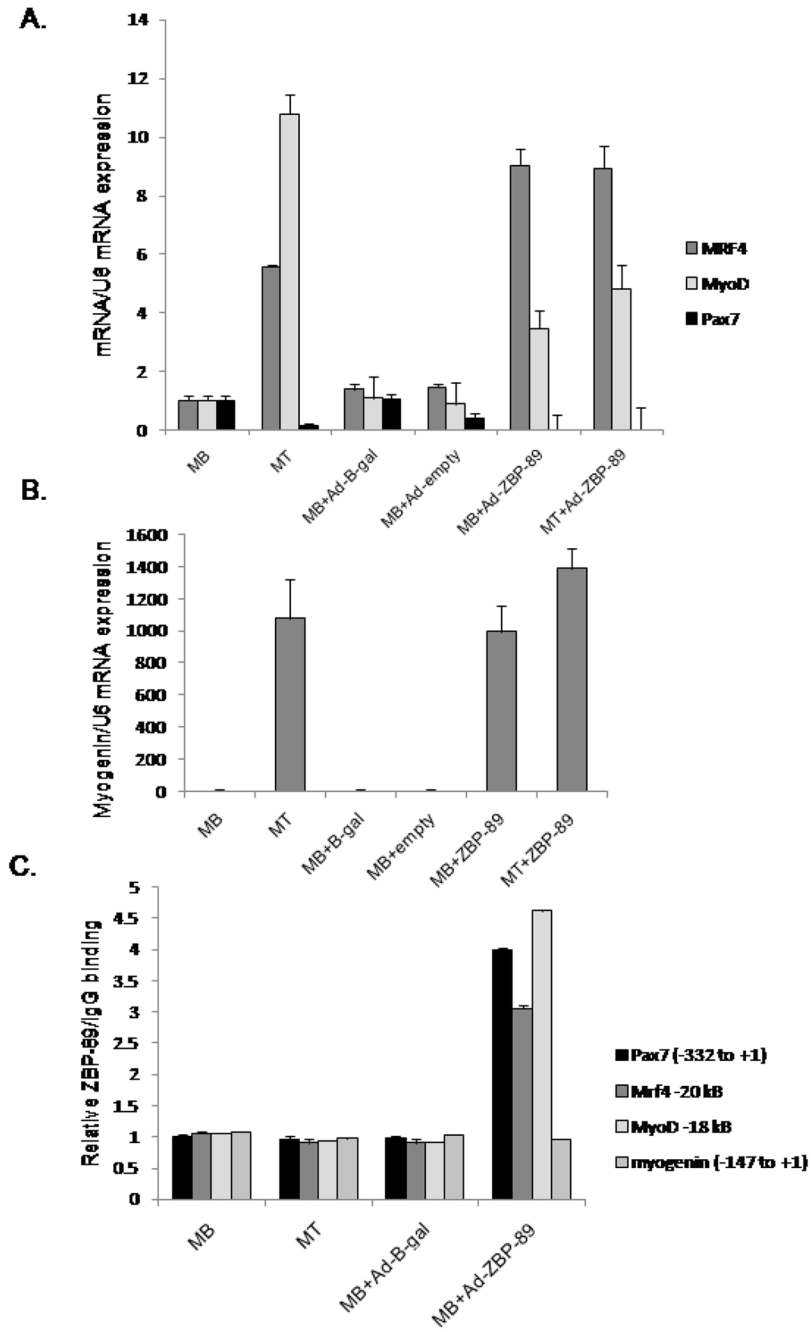 A.
mRNA/U6 mRNA expression
14
12
10
8
6
4
2
0
MB
MT
MB+Ad-B-gal
MB+Ad-empty
MB+Ad-ZBP-89
MT+Ad-ZBP-89
MRF4
MyoD
Pax7
B.
Myogenin/U6 mRNA expression
1600
1400
1200
1000
800
600
400
200
0
MB
MT
MB+B-gal
MB+empty
MB+ZBP-89
MT+ZBP-89
C.
Relative ZBP-89/IgG binding
5
4.5
4
3.5
3
2.5
2
1.5
1
0.5
0
MB
MT
MB+Ad-B-gal
MB+Ad-ZBP-89
Pax7 (-332 to +1)
Mrf4 -20 kB
MyoD -18 kB
myogenin (-147 to +1)